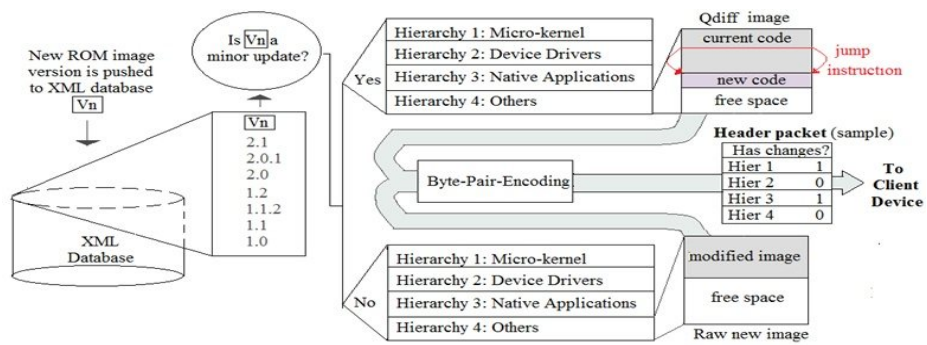 New ROM image
version is pushed
to XML database
Vn
XML
Database
Is Vn a
minor update?
Vn
2.1
2.0.1
2.0
1.2
1.1.2
1.1
1.0
Yes
Hierarchy 1: Micro-kernel
Hierarchy 2: Device Drivers
Hierarchy 3: Native Applications
Hierarchy 4: Others
Qdiff image
current code
new code
free space
jump
instruction
Byte-Pair-Encoding
Header packet (sample)
Has changes?
Hier 1 1
Hier 2 0
Hier 3 1
Hier 4 0
To
Client
Device
No
Hierarchy 1: Micro-kernel
Hierarchy 2: Device Drivers
Hierarchy 3: Native Applications
Hierarchy 4: Others
modified image
free space
Raw new image